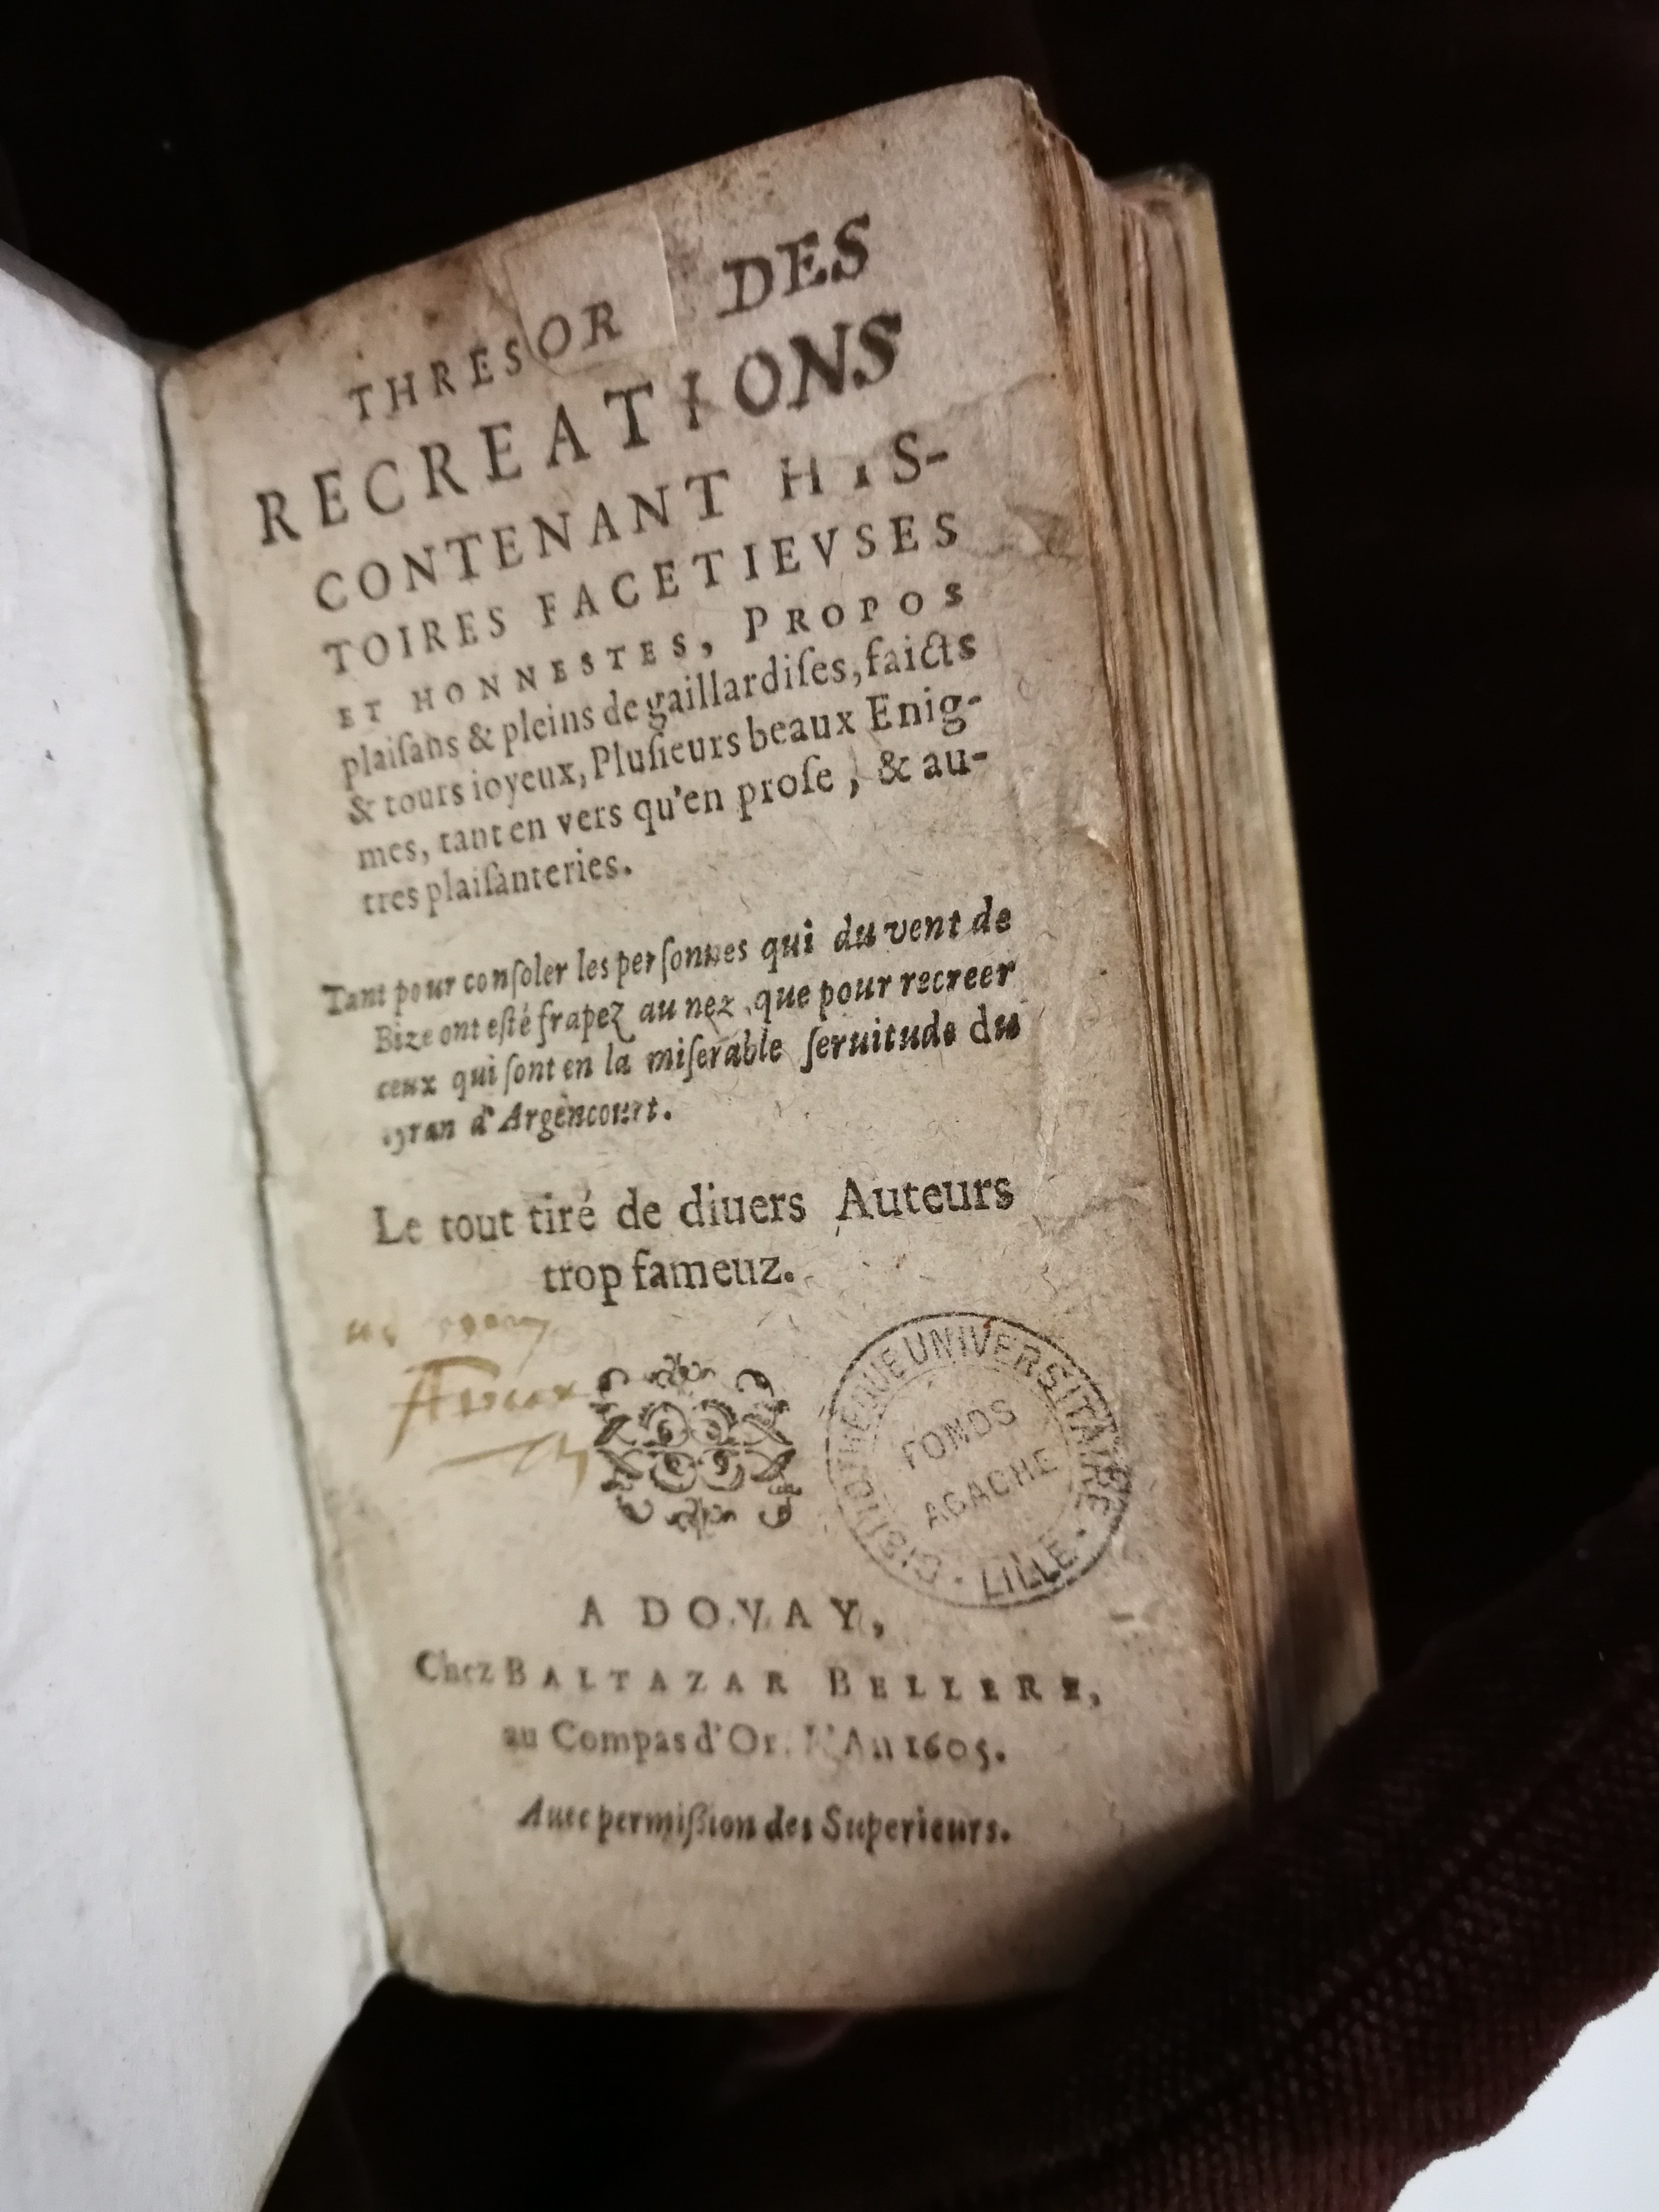 THRESOR DES
RECREATIONS
CONTENANT HIS-
TOIRES FACETIEVSES
ET HONNESTES, PROPOS
plaiſans & pleins de gaillardiſes, faicts
& tours ioyeux, Pluſieurs beaux Enig-
mes, tant en vers qu'en proſe, & au-
tres plaiſanteries.
Tant pour conſoler les perſonnes qui du vent de
Bize ont eſté frapez au nez, que pour recreer
ceux qui ſont en la miſerable ſeruitude du
tyran d'Argencourt.
Le tout tiré de diuers Auteurs
trop fameuz.
BIBLIOTHEQUE UNIVERSITAIRE
FONDS
AGACHE
· LILLE ·
A DOVAY,
Chez BALTAZAR BELLERE,
au Compas d'Or. L'An 1605.
Auec permiſſion des Superieurs.